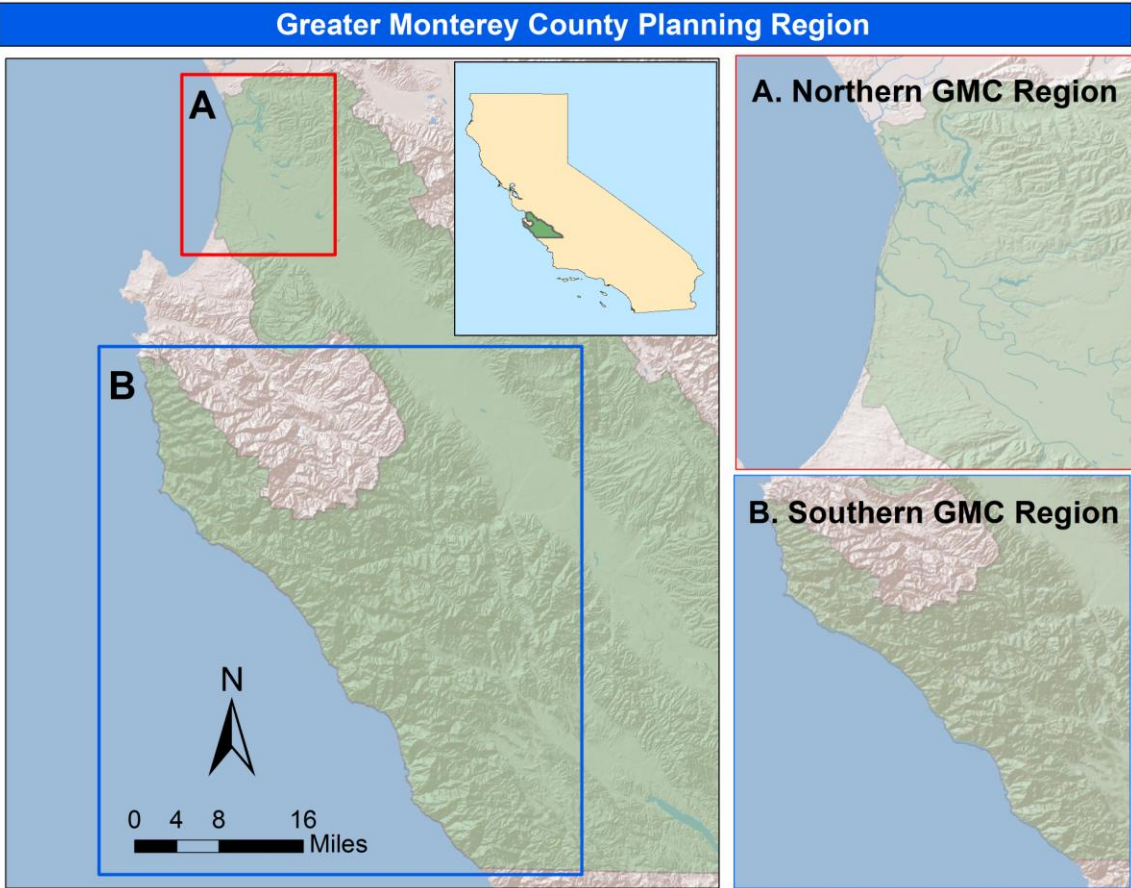 Greater Monterey County Planning Region
A
B
N
0 4 8 16
Miles
A. Northern GMC Region
B. Southern GMC Region